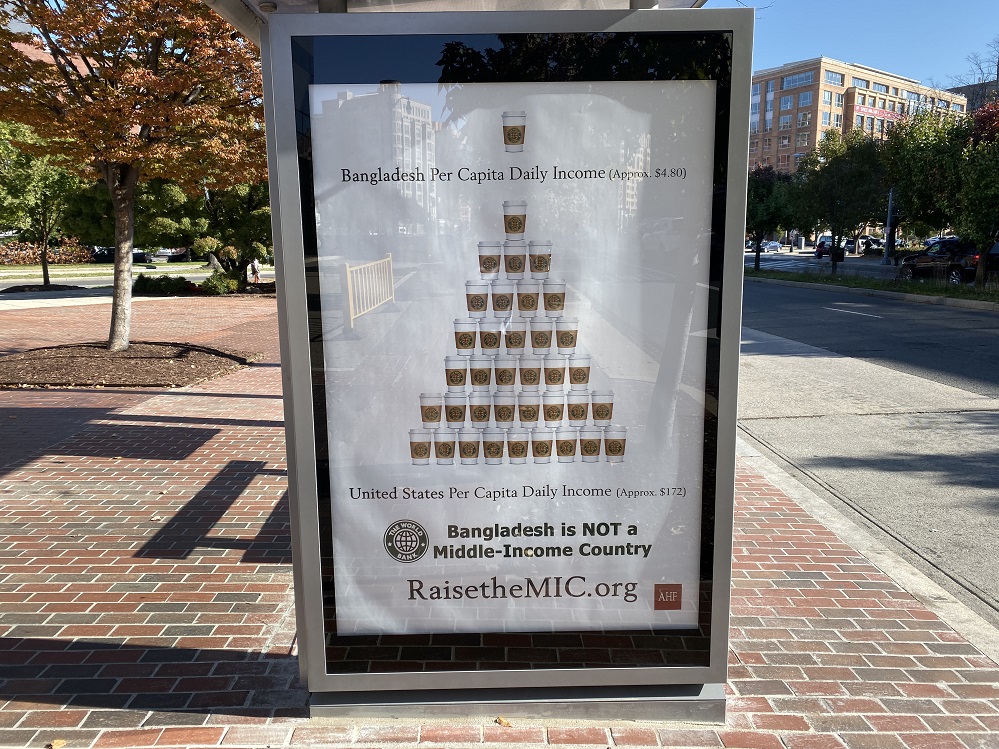 Bangladesh Per Capita Daily Income (Approx. $4.80)
United States Per Capita Daily Income (Approx. $172)
THE WORLD BANK
Bangladesh is NOT a
Middle-Income Country
RaisetheMIC.org
AHF